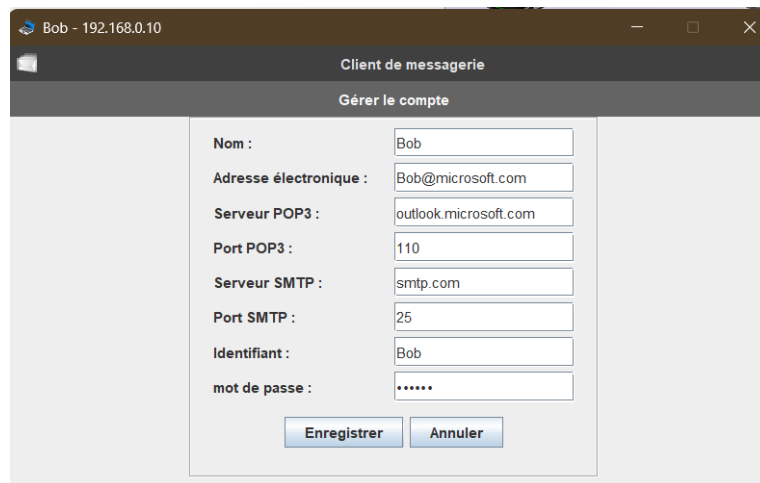 Bob - 192.168.0.10
Client de messagerie
Gérer le compte
Nom : Bob
Adresse électronique : Bob@microsoft.com
Serveur POP3 : outlook.microsoft.com
Port POP3 : 110
Serveur SMTP : smtp.com
Port SMTP : 25
Identifiant : Bob
mot de passe : ••••••
Enregistrer Annuler